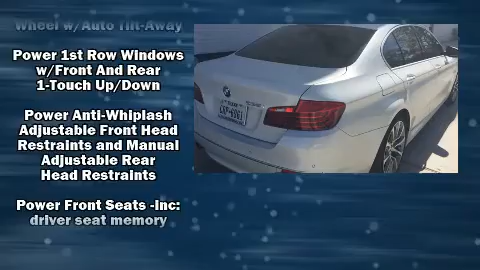 Wheel w/Auto Tilt-Away
Power 1st Row Windows
w/Front And Rear
1-Touch Up/Down
Power Anti-Whiplash
Adjustable Front Head
Restraints and Manual
Adjustable Rear
Head Restraints
Power Front Seats -inc:
driver seat memory